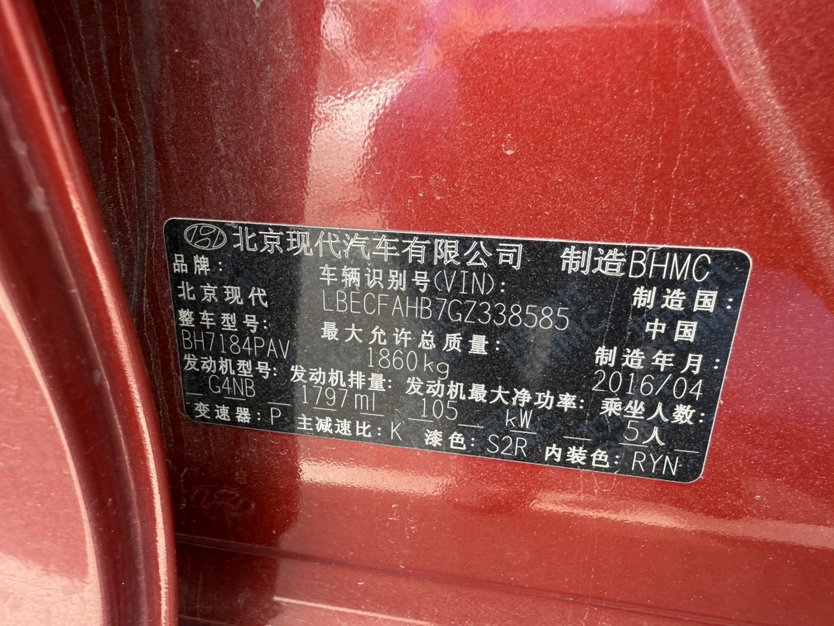 北京现代汽车有限公司 制造BHMC
品牌: 车辆识别号(VIN): 制造国:
北京现代 LBECFAHB7GZ338585 中国
整车型号: 最大允许总质量: 制造年月:
BH7184PAV 1860kg 2016/04
发动机型号: 发动机排量: 发动机最大净功率: 乘坐人数:
G4NB 1797ml 105 kW 5人
变速器: P 主减速比: K 漆色: S2R 内装色: RYN